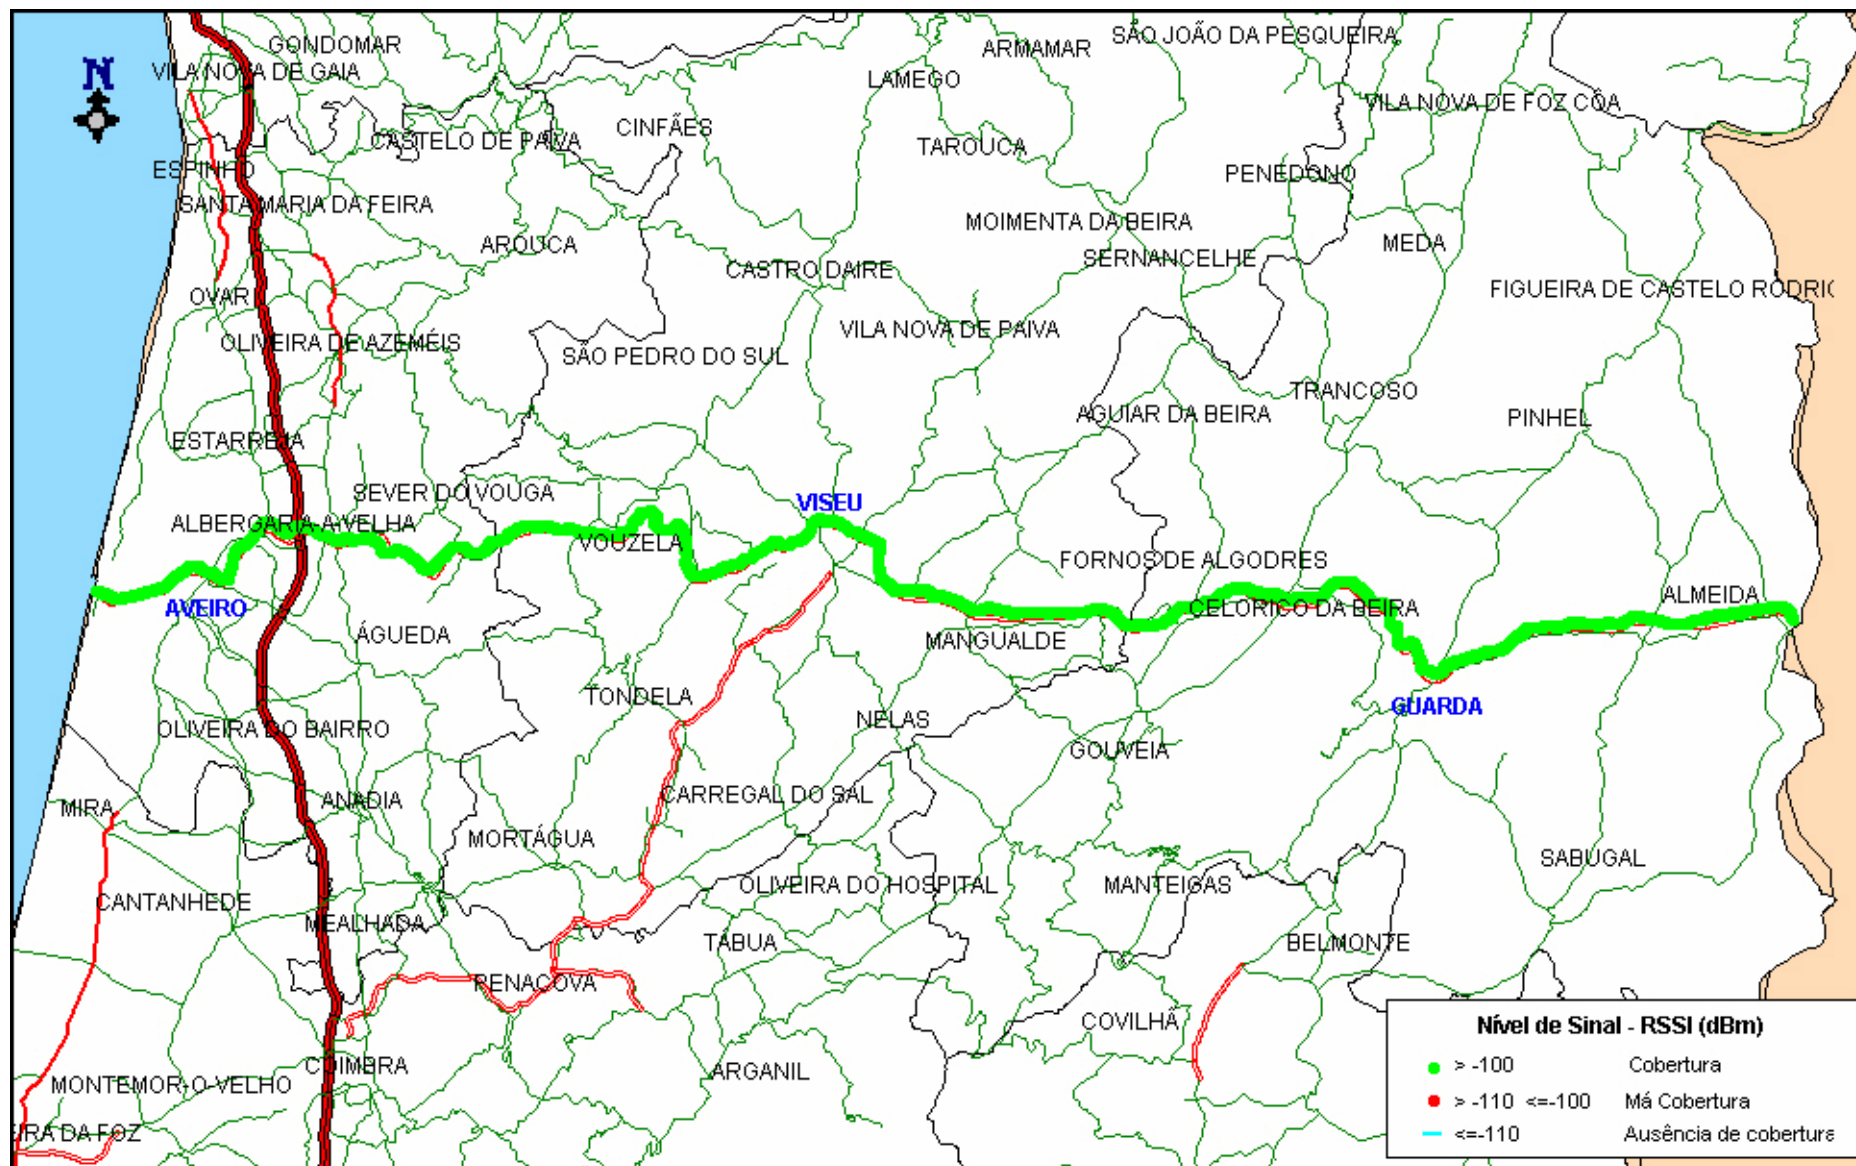 N
GONDOMAR
VILA NOVA DE GAIA
ARMAMAR
SÃO JOÃO DA PESQUEIRA
LAMEGO
VILA NOVA DE FOZ CÔA
CASTELO DE PAIVA
CINFÃES
TAROUCA
ESPINHO
PENEDONO
SANTA MARIA DA FEIRA
MOIMENTA DA BEIRA
AROUCA
MEDA
CASTRO DAIRE
SERNANCELHE
OVAR
FIGUEIRA DE CASTELO RODRIG
OLIVEIRA DE AZEMÉIS
VILA NOVA DE PAIVA
SÃO PEDRO DO SUL
TRANCOSO
AGUIAR DA BEIRA
PINHEL
ESTARREJA
SEVER DO VOUGA
VISEU
ALBERGARIA-A-VELHA
VOUZELA
FORNOS DE ALGODRES
AVEIRO
CELORICO DA BEIRA
ALMEIDA
ÁGUEDA
MANGUALDE
TONDELA
GUARDA
OLIVEIRA DO BAIRRO
NELAS
GOUVEIA
MIRA
ANADIA
CARREGAL DO SAL
MORTÁGUA
SABUGAL
CANTANHEDE
OLIVEIRA DO HOSPITAL
MANTEIGAS
MEALHADA
TÁBUA
BELMONTE
PENACOVA
COVILHÃ
COIMBRA
ARGANIL
MONTEMOR-O-VELHO
EIRA DA FOZ
Nível de Sinal - RSSI (dBm)
> -100 Cobertura
> -110 <=-100 Má Cobertura
<=-110 Ausência de cobertura